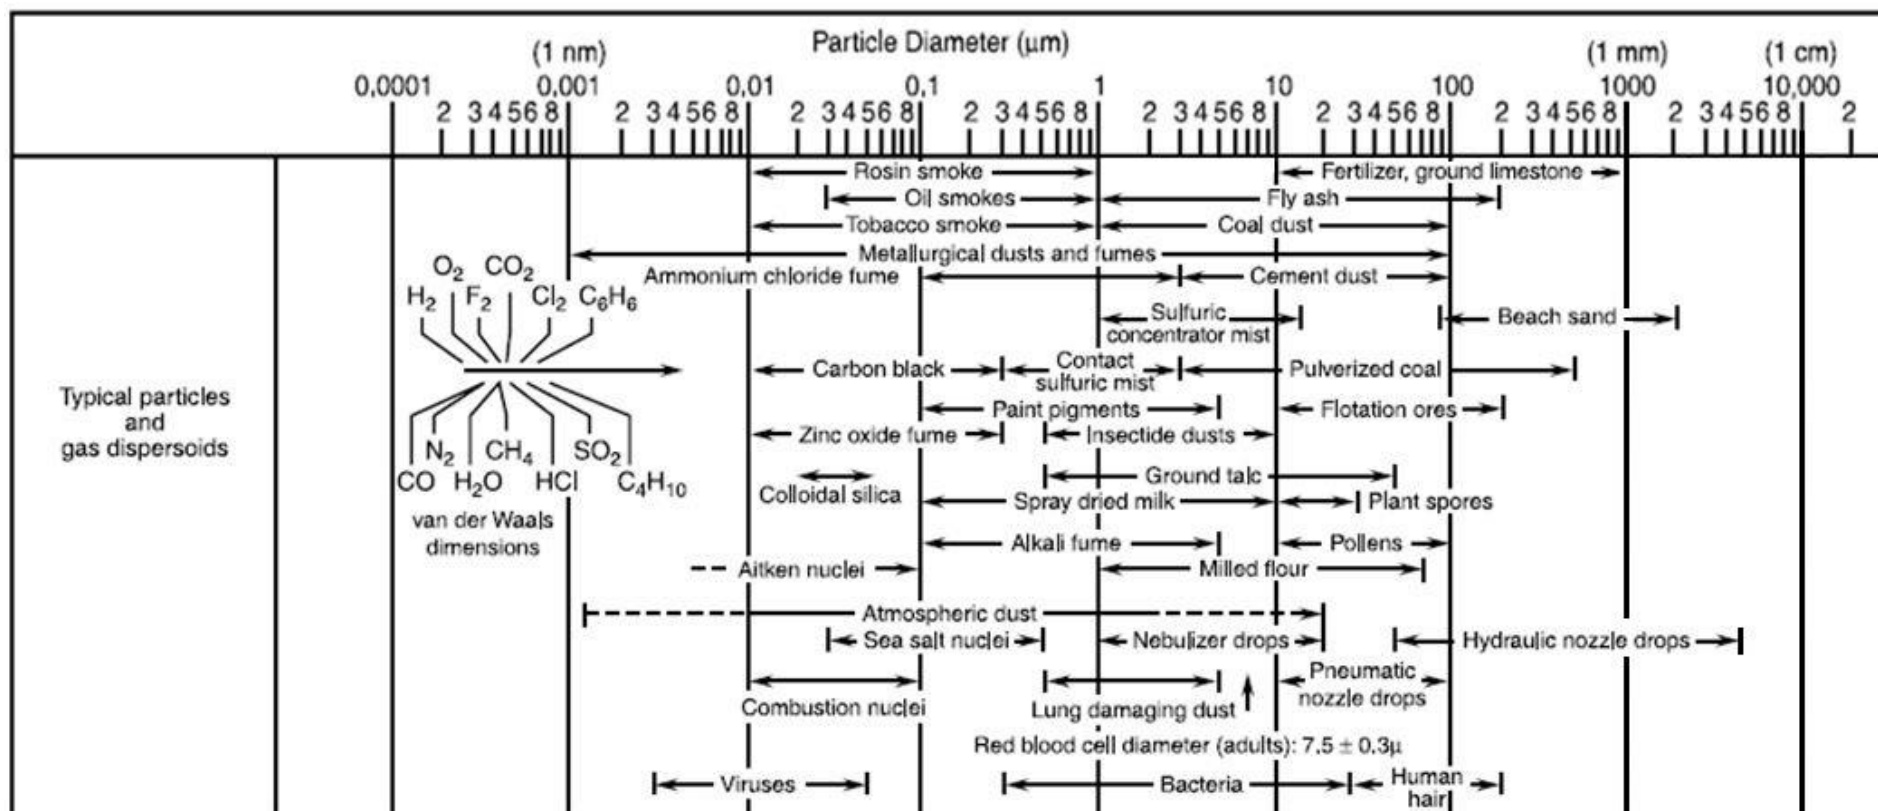 Particle Diameter (μm)
(1 nm) (1 mm) (1 cm)
0,0001 0,001 0,01 0,1 1 10 100 1000 10,000
2 3 4 5 6 8 2 3 4 5 6 8 2 3 4 5 6 8 2 3 4 5 6 8 2 3 4 5 6 8 2 3 4 5 6 8 2 3 4 5 6 8 2 3 4 5 6 8 2
Typical particles
and
gas dispersoids
Rosin smoke Fertilizer, ground limestone
Oil smokes Fly ash
Tobacco smoke Coal dust
Metallurgical dusts and fumes
Ammonium chloride fume Cement dust
O2 CO2
H2 F2 Cl2 C6H6
Sulfuric
concentrator mist
Beach sand
Carbon black
Contact
sulfuric mist
Pulverized coal
Paint pigments Flotation ores
Zinc oxide fume Insectide dusts
N2 CH4 SO2
CO H2O HCl C4H10
van der Waals
dimensions
Ground talc
Colloidal silica
Spray dried milk Plant spores
Alkali fume Pollens
Aitken nuclei Milled flour
Atmospheric dust
Sea salt nuclei Nebulizer drops Hydraulic nozzle drops
Combustion nuclei
Lung damaging dust
Pneumatic
nozzle drops
Red blood cell diameter (adults): 7,5 ± 0,3μ
Viruses Bacteria
Human
hair